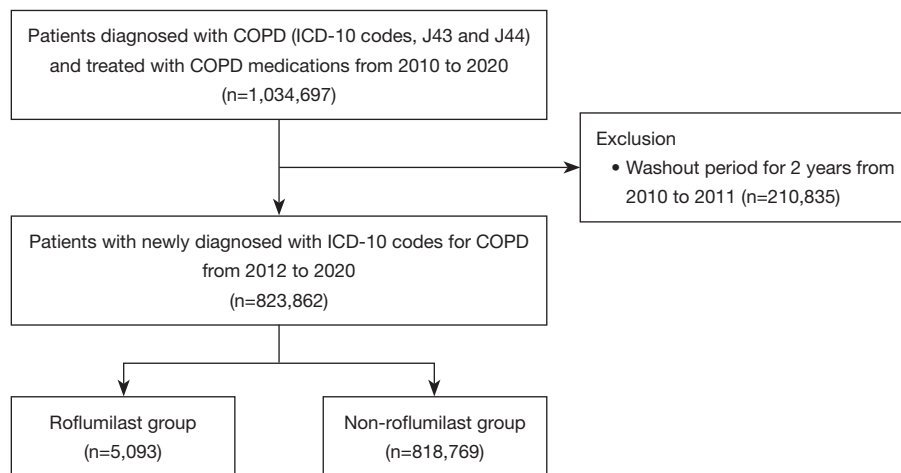 Patients diagnosed with COPD (ICD-10 codes, J43 and J44)
and treated with COPD medications from 2010 to 2020
(n=1,034,697)
Exclusion
• Washout period for 2 years from
2010 to 2011 (n=210,835)
Patients with newly diagnosed with ICD-10 codes for COPD
from 2012 to 2020
(n=823,862)
Roflumilast group
(n=5,093)
Non-roflumilast group
(n=818,769)